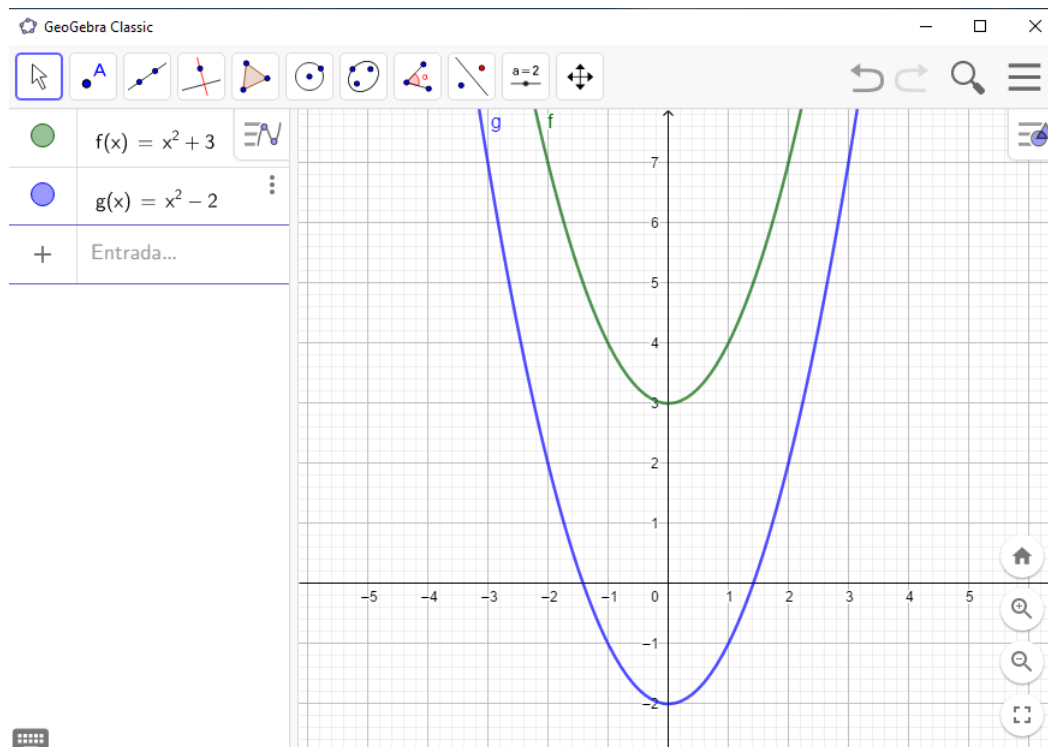 GeoGebra Classic
A
α
a=2
f(x) = x² + 3
g(x) = x² − 2
+ Entrada...
g f
7
6
5
4
3
2
1
−5 −4 −3 −2 −1 0 1 2 3 4 5
−1
−2